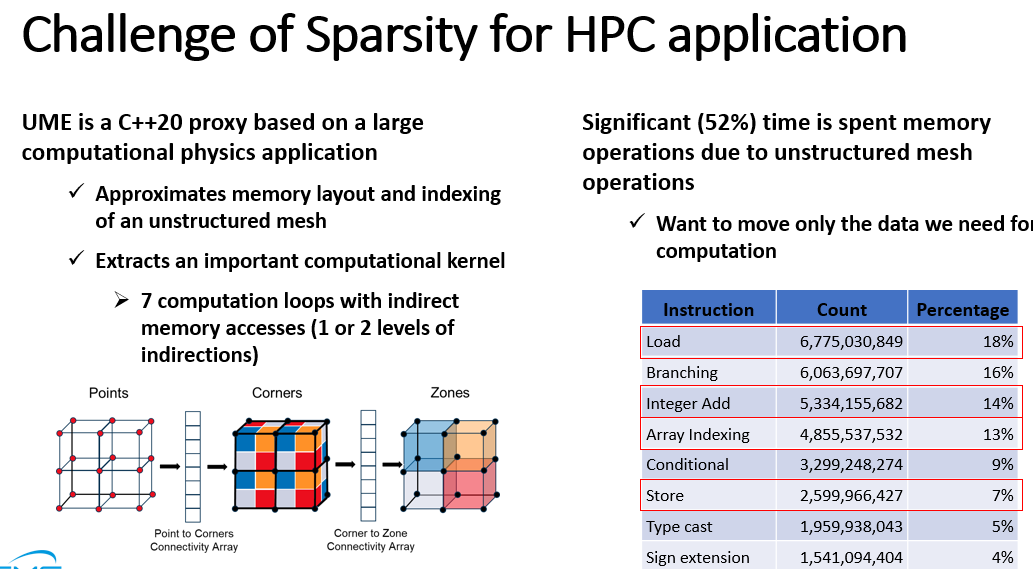 Challenge of Sparsity for HPC application
UME is a C++20 proxy based on a large
computational physics application
✓ Approximates memory layout and indexing
of an unstructured mesh
✓ Extracts an important computational kernel
➢ 7 computation loops with indirect
memory accesses (1 or 2 levels of
indirections)
Points
Corners
Zones
Point to Corners
Connectivity Array
Corner to Zone
Connectivity Array
Significant (52%) time is spent memory
operations due to unstructured mesh
operations
✓ Want to move only the data we need for
computation
Instruction Count Percentage
Load 6,775,030,849 18%
Branching 6,063,697,707 16%
Integer Add 5,334,155,682 14%
Array Indexing 4,855,537,532 13%
Conditional 3,299,248,274 9%
Store 2,599,966,427 7%
Type cast 1,959,938,043 5%
Sign extension 1,541,094,404 4%